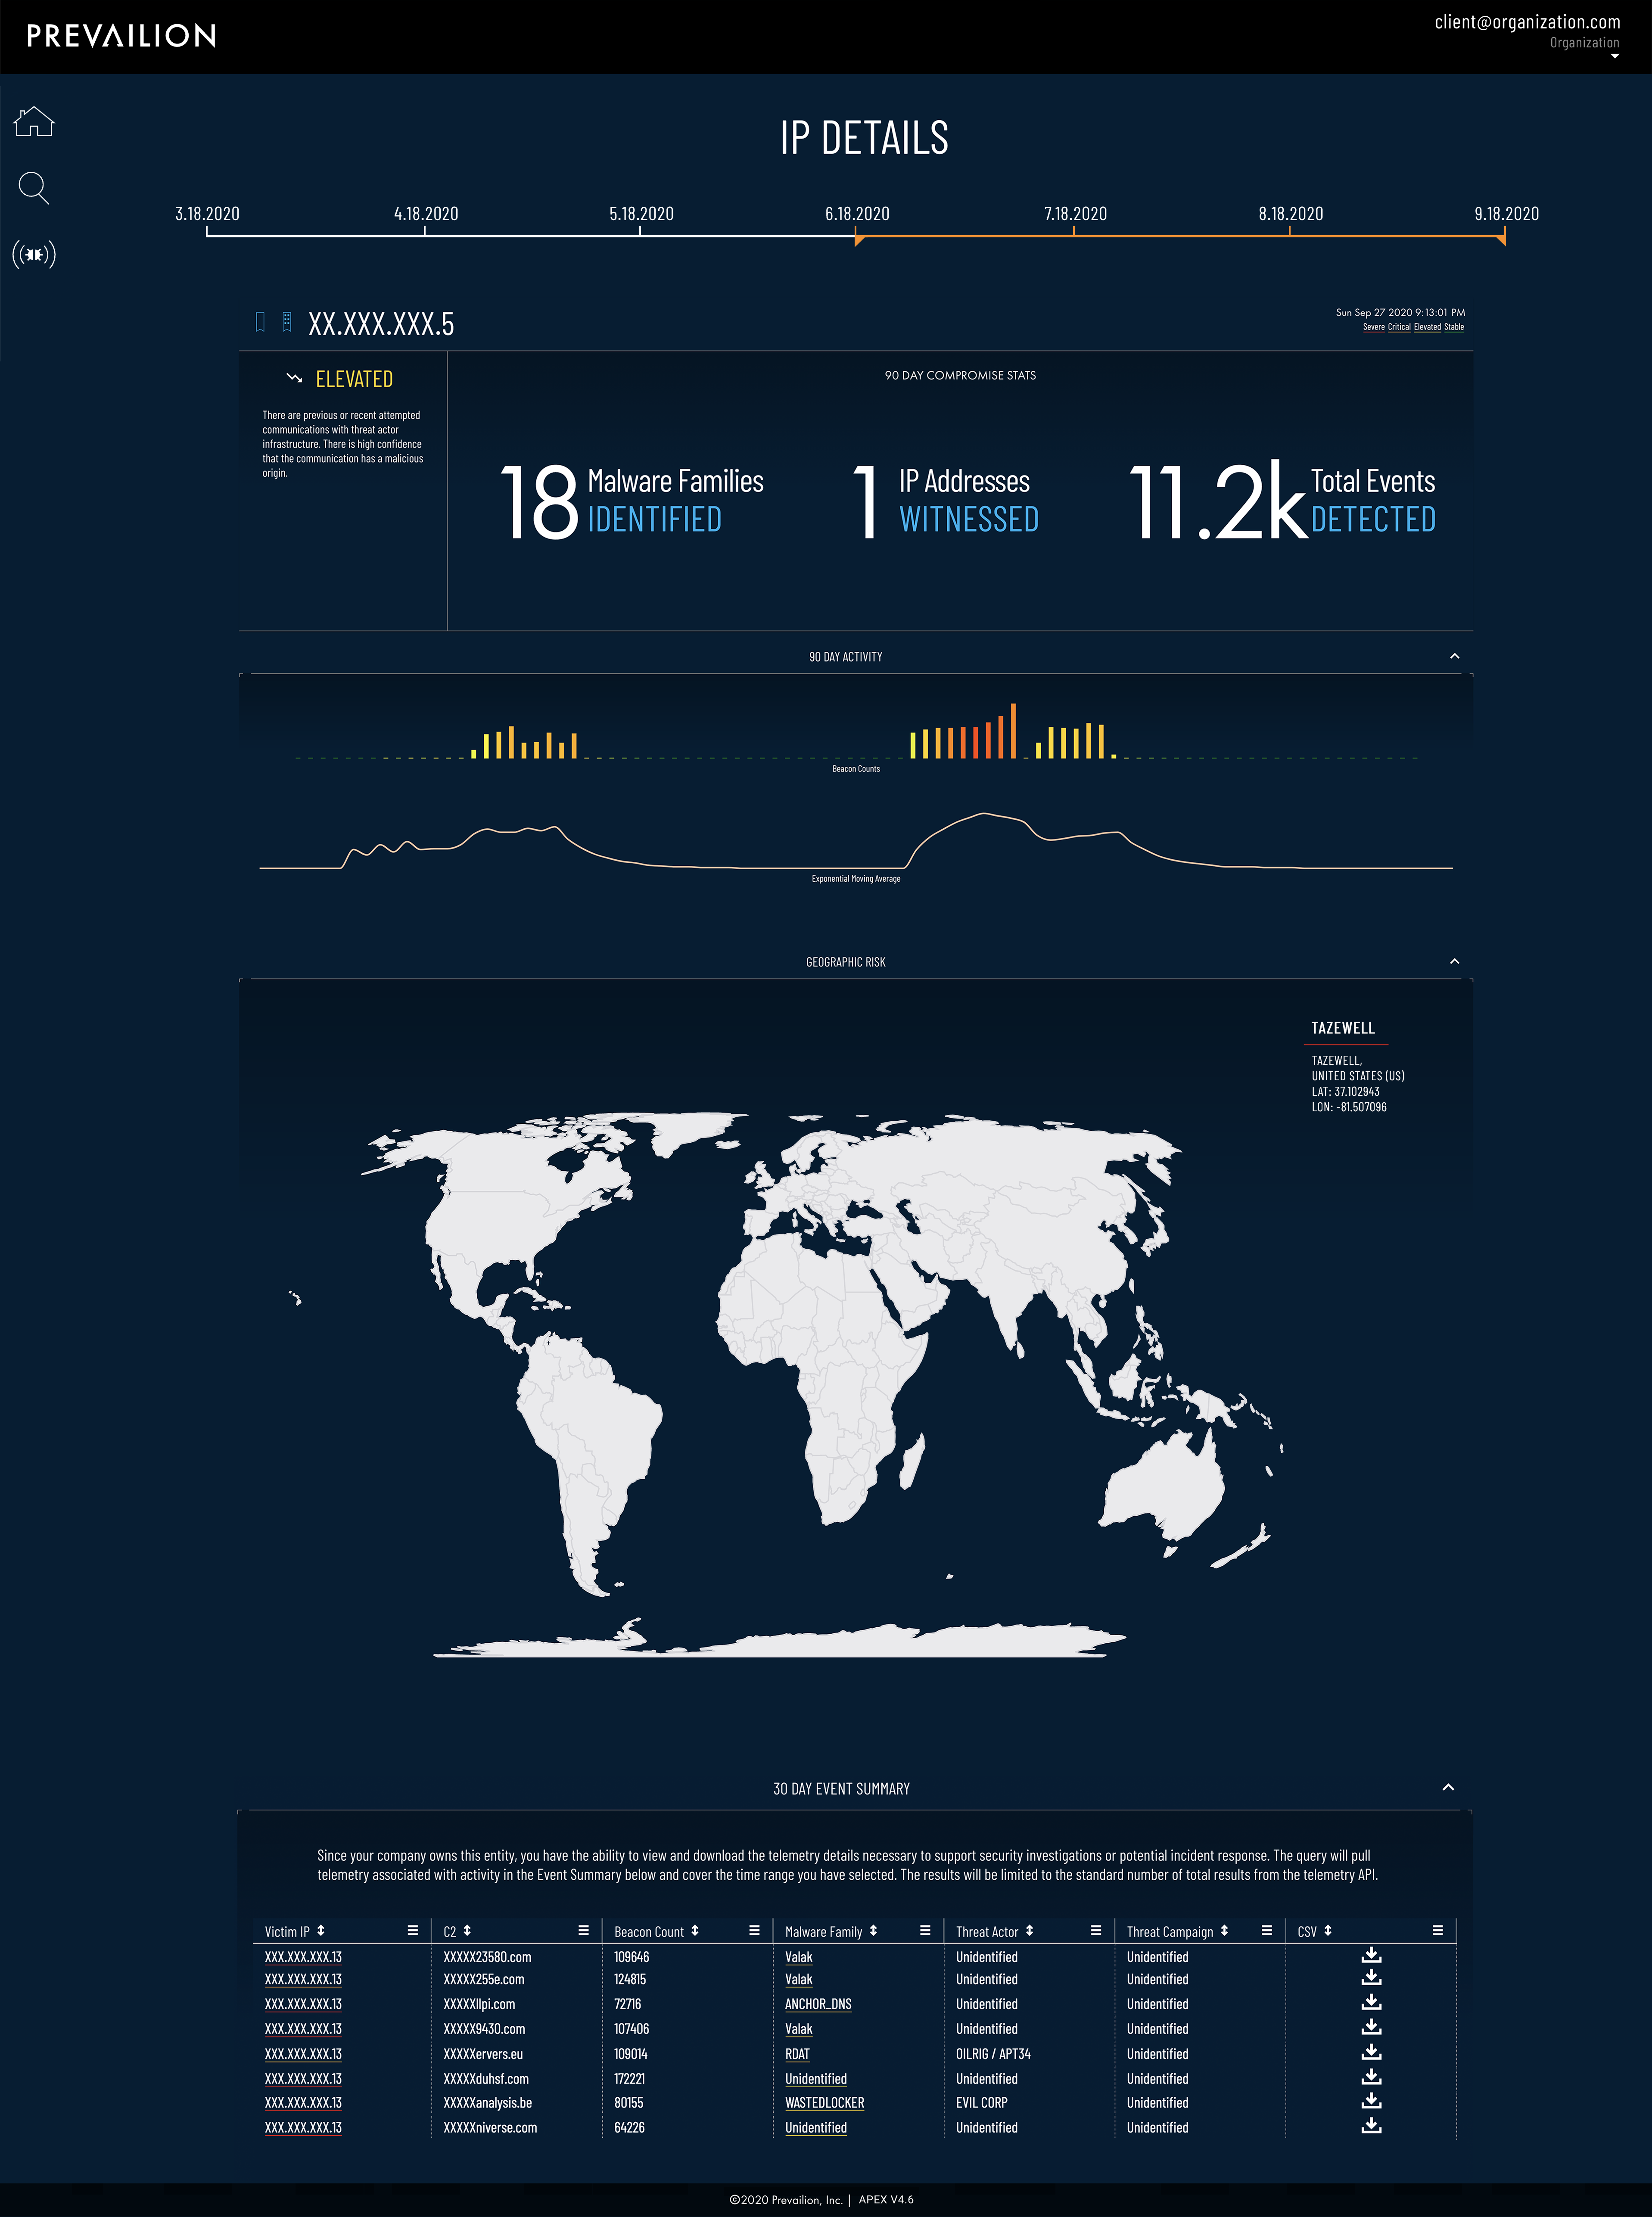 PREVAILION
client@organization.com
Organization
IP DETAILS
3.18.2020 4.18.2020 5.18.2020 6.18.2020 7.18.2020 8.18.2020 9.18.2020
XX.XXX.XXX.5
Sun Sep 27 2020 9:13:01 PM
Severe Critical Elevated Stable
ELEVATED
There are previous or recent attempted
communications with threat actor
infrastructure. There is high confidence
that the communication has a malicious
origin.
90 DAY COMPROMISE STATS
18 Malware Families
IDENTIFIED
1 IP Addresses
WITNESSED
11.2k Total Events
DETECTED
90 DAY ACTIVITY
Beacon Counts
Exponential Moving Average
GEOGRAPHIC RISK
TAZEWELL
TAZEWELL,
UNITED STATES (US)
LAT: 37.102943
LON: -81.507096
30 DAY EVENT SUMMARY
Since your company owns this entity, you have the ability to view and download the telemetry details necessary to support security investigations or potential incident response. The query will pull
telemetry associated with activity in the Event Summary below and cover the time range you have selected. The results will be limited to the standard number of total results from the telemetry API.
Victim IP C2 Beacon Count Malware Family Threat Actor Threat Campaign CSV
XXX.XXX.XXX.13 XXXXX23580.com 109646 Valak Unidentified Unidentified
XXX.XXX.XXX.13 XXXXX255e.com 124815 Valak Unidentified Unidentified
XXX.XXX.XXX.13 XXXXXllpi.com 72716 ANCHOR_DNS Unidentified Unidentified
XXX.XXX.XXX.13 XXXXX9430.com 107406 Valak Unidentified Unidentified
XXX.XXX.XXX.13 XXXXXervers.eu 109014 RDAT OILRIG / APT34 Unidentified
XXX.XXX.XXX.13 XXXXXduhsf.com 172221 Unidentified Unidentified Unidentified
XXX.XXX.XXX.13 XXXXXanalysis.be 80155 WASTEDLOCKER EVIL CORP Unidentified
XXX.XXX.XXX.13 XXXXXniverse.com 64226 Unidentified Unidentified Unidentified
©2020 Prevailion, Inc. | APEX V4.6